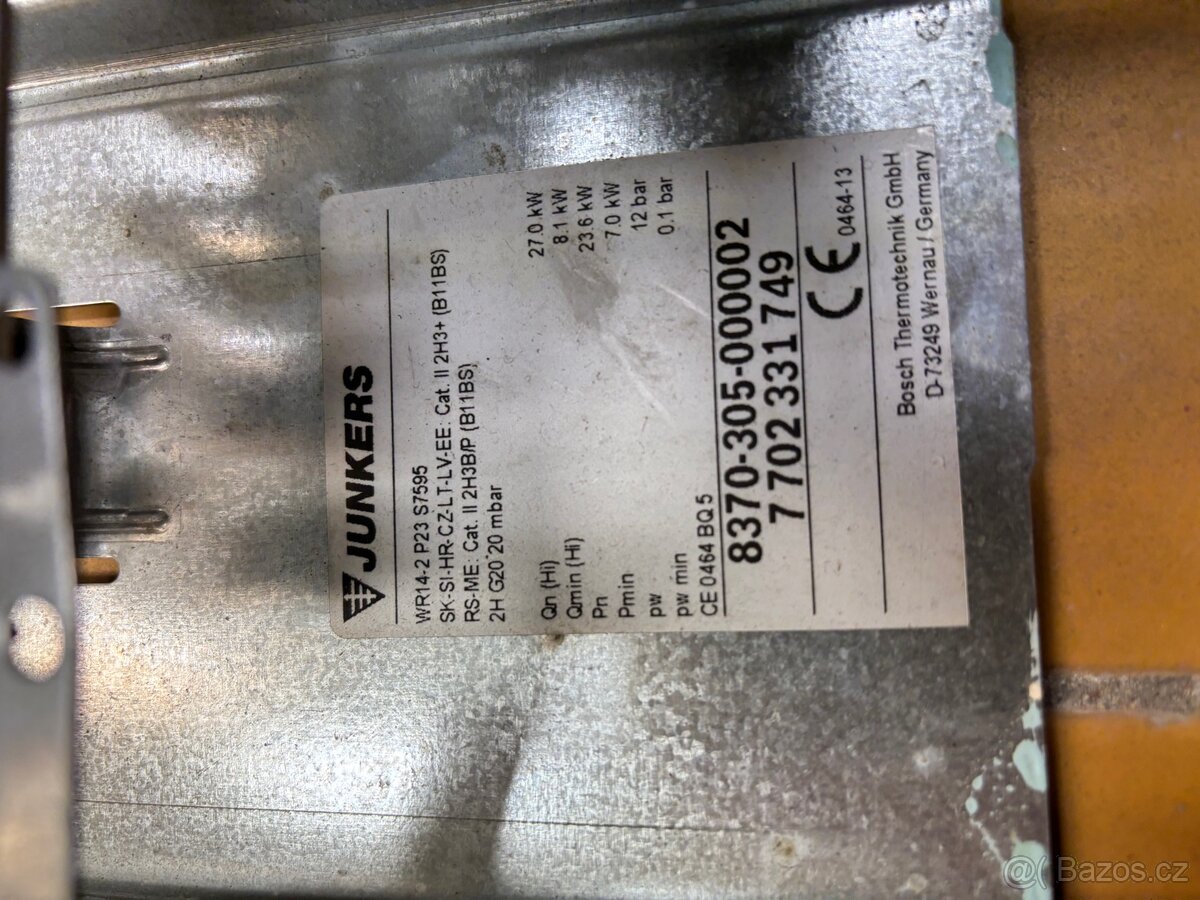 JUNKERS
WR14-2 P23 S7595
SK-SI-HR-CZ-LT-LV-EE: Cat. II 2H3+ (B11BS)
RS-ME: Cat. II 2H3B/P (B11BS)
2H G20 20 mbar
Qn (Hi) 27.0 kW
Qmin (Hi) 8.1 kW
Pn 23.6 kW
Pmin 7.0 kW
pw 12 bar
pw min 0.1 bar
CE 0464 BQ 5
8370-305-000002
7 702 331 749
CE 0464-13
Bosch Thermotechnik GmbH
D-73249 Wernau / Germany
@( Bazos.cz